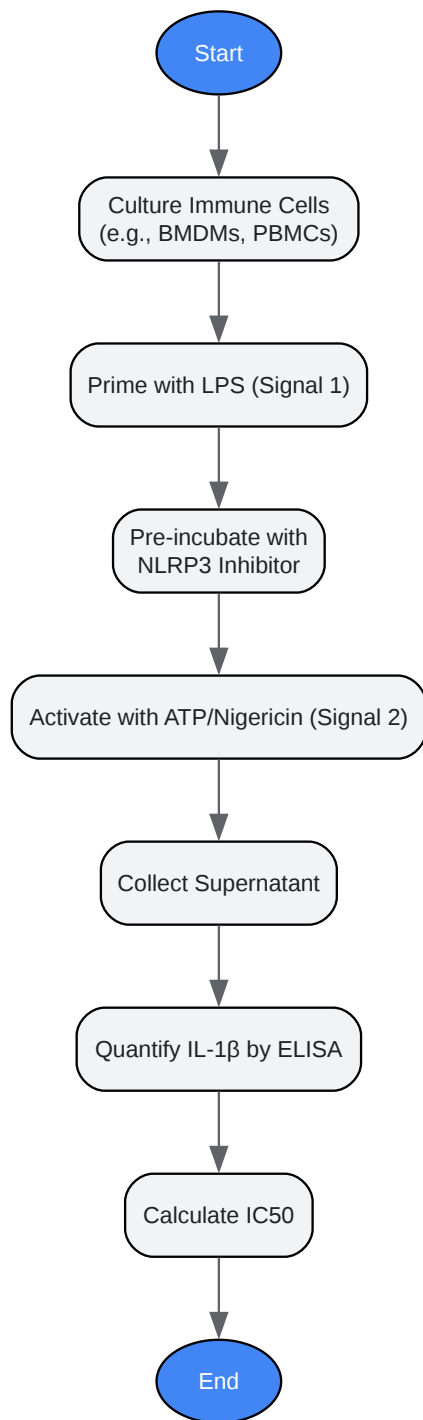 Start
Culture Immune Cells
(e.g., BMDMs, PBMCs)
Prime with LPS (Signal 1)
Pre-incubate with
NLRP3 Inhibitor
Activate with ATP/Nigericin (Signal 2)
Collect Supernatant
Quantify IL-1β by ELISA
Calculate IC50
End